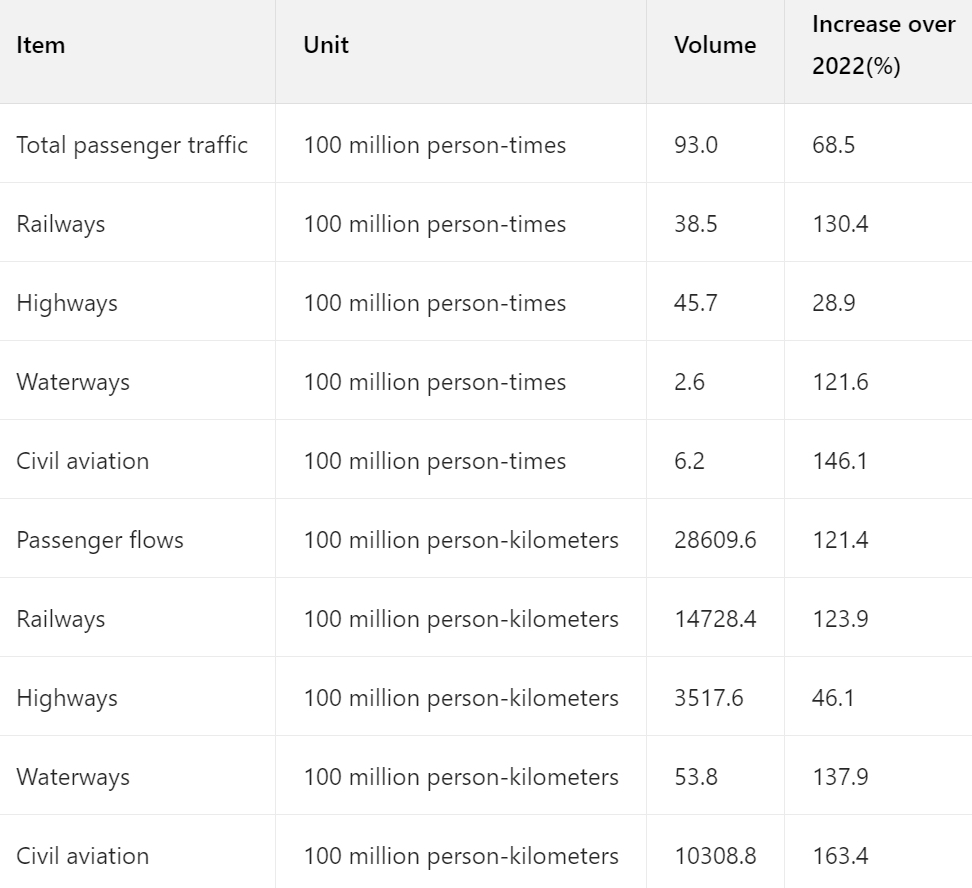 Item Unit Volume Increase over 2022(%)
Total passenger traffic 100 million person-times 93.0 68.5
Railways 100 million person-times 38.5 130.4
Highways 100 million person-times 45.7 28.9
Waterways 100 million person-times 2.6 121.6
Civil aviation 100 million person-times 6.2 146.1
Passenger flows 100 million person-kilometers 28609.6 121.4
Railways 100 million person-kilometers 14728.4 123.9
Highways 100 million person-kilometers 3517.6 46.1
Waterways 100 million person-kilometers 53.8 137.9
Civil aviation 100 million person-kilometers 10308.8 163.4